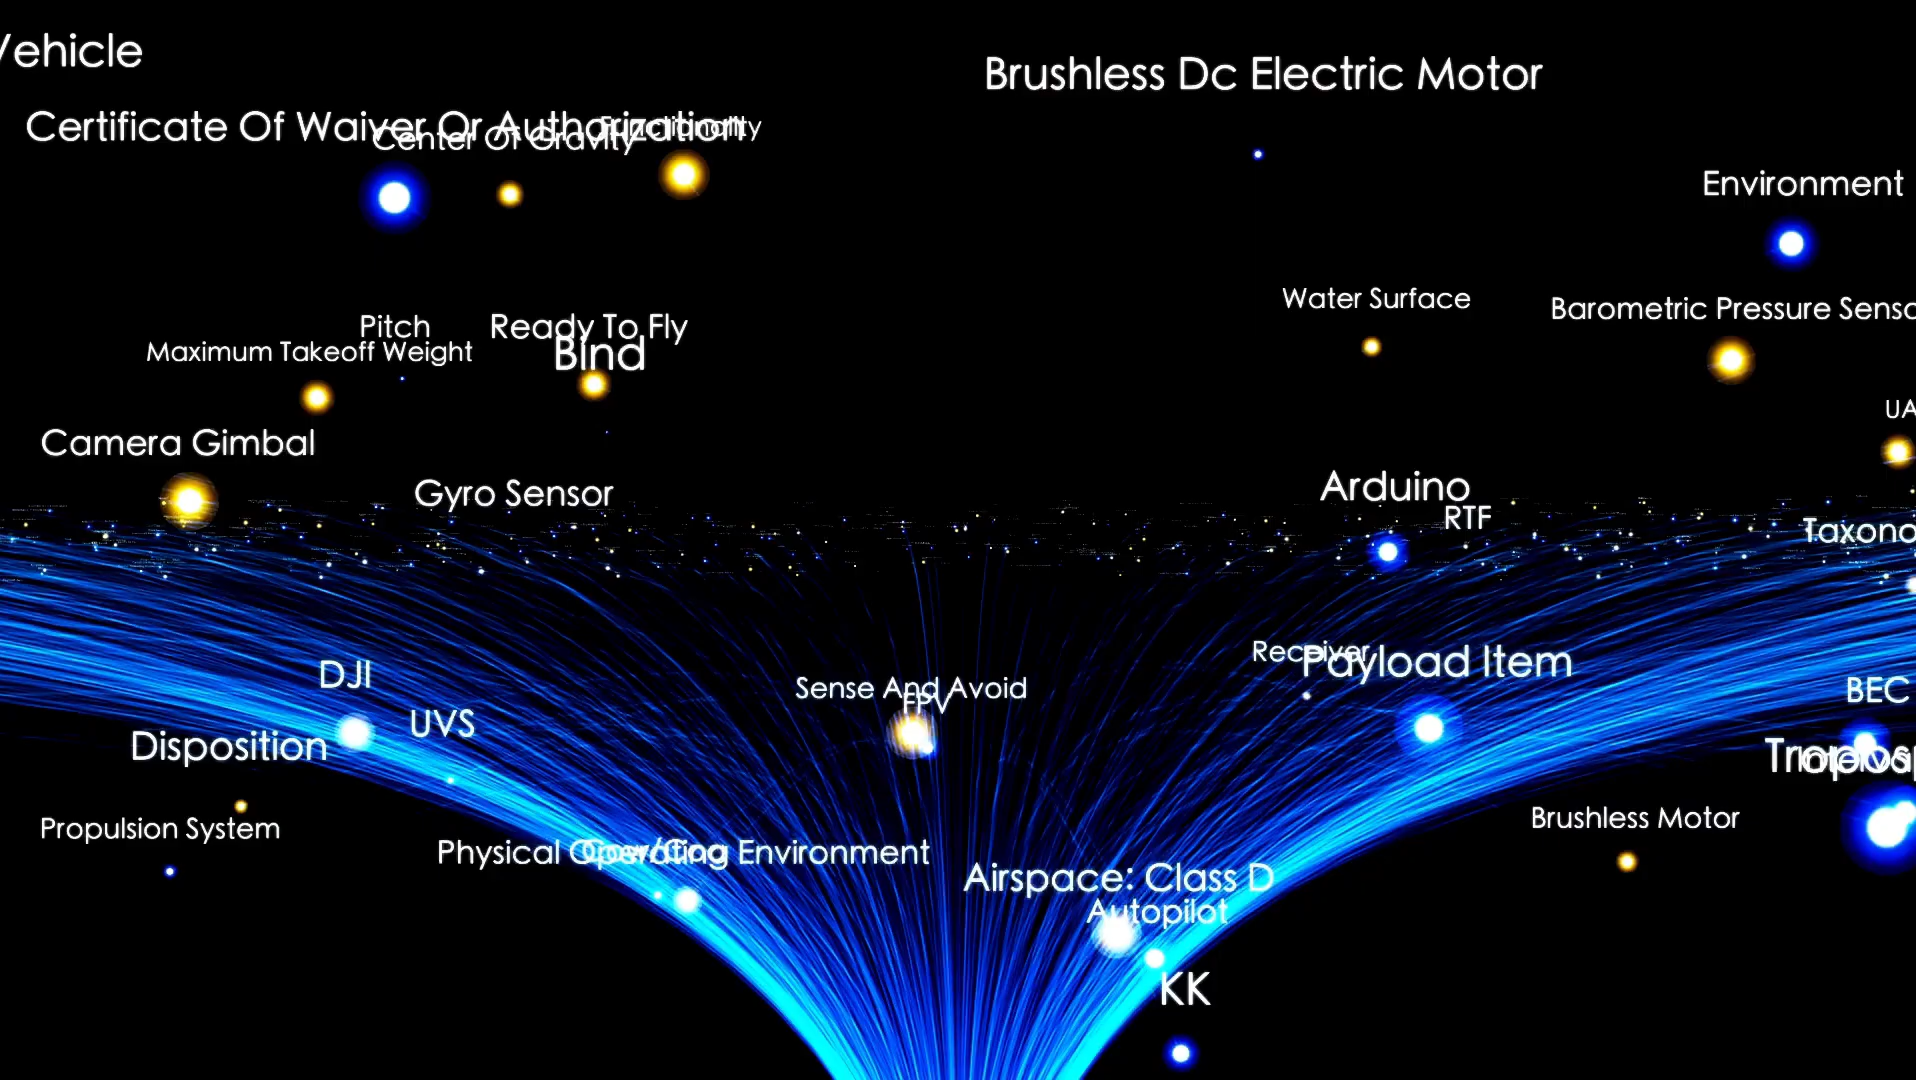 Vehicle
Brushless Dc Electric Motor
Certificate Of Waiver Or Authorization
Center Of Gravity
Functionality
Environment
Water Surface
Barometric Pressure Senso
Pitch
Ready To Fly
Maximum Takeoff Weight
Bind
UA
Camera Gimbal
Gyro Sensor
Arduino
RTF
Taxono
Receiver
Payload Item
DJI
Sense And Avoid
FPV
BEC
UVS
Disposition
Propulsion System
Brushless Motor
Physical Operating Environment
Airspace: Class D
Autopilot
KK